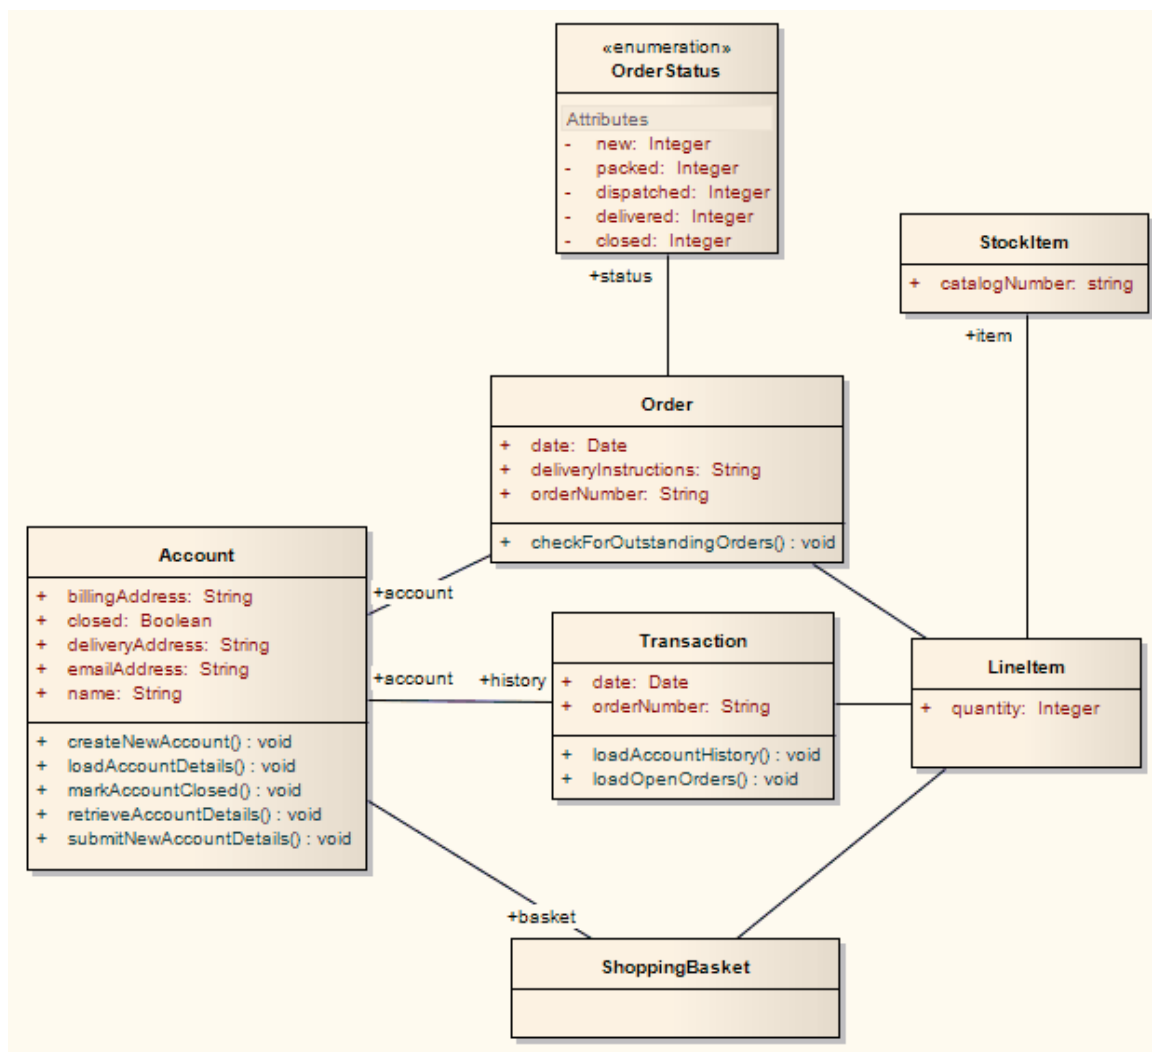 «enumeration»
OrderStatus
Attributes
- new: Integer
- packed: Integer
- dispatched: Integer
- delivered: Integer
- closed: Integer
+status
StockItem
+ catalogNumber: string
+item
Order
+ date: Date
+ deliveryInstructions: String
+ orderNumber: String
+ checkForOutstandingOrders() : void
Account
+ billingAddress: String
+ closed: Boolean
+ deliveryAddress: String
+ emailAddress: String
+ name: String
+ createNewAccount() : void
+ loadAccountDetails() : void
+ markAccountClosed() : void
+ retrieveAccountDetails() : void
+ submitNewAccountDetails() : void
+account
+account
+history
Transaction
+ date: Date
+ orderNumber: String
+ loadAccountHistory() : void
+ loadOpenOrders() : void
LineItem
+ quantity: Integer
+basket
ShoppingBasket